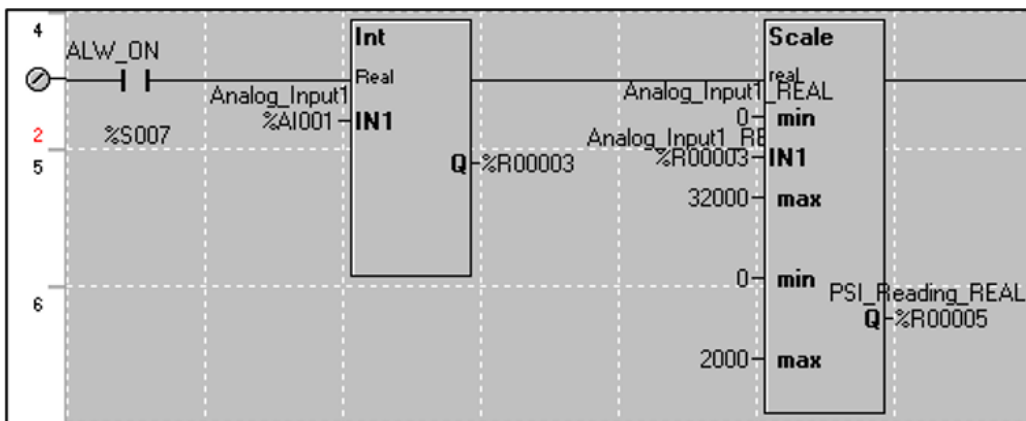 4
ALW_ON
%S007
2
5
6
Int
Real
Analog_Input1
%AI001
IN1
Q
%R00003
Scale
real
Analog_Input1_REAL
0
min
Analog_Input1_RE
%R00003
IN1
32000
max
0
min
PSI_Reading_REAL
Q
%R00005
2000
max